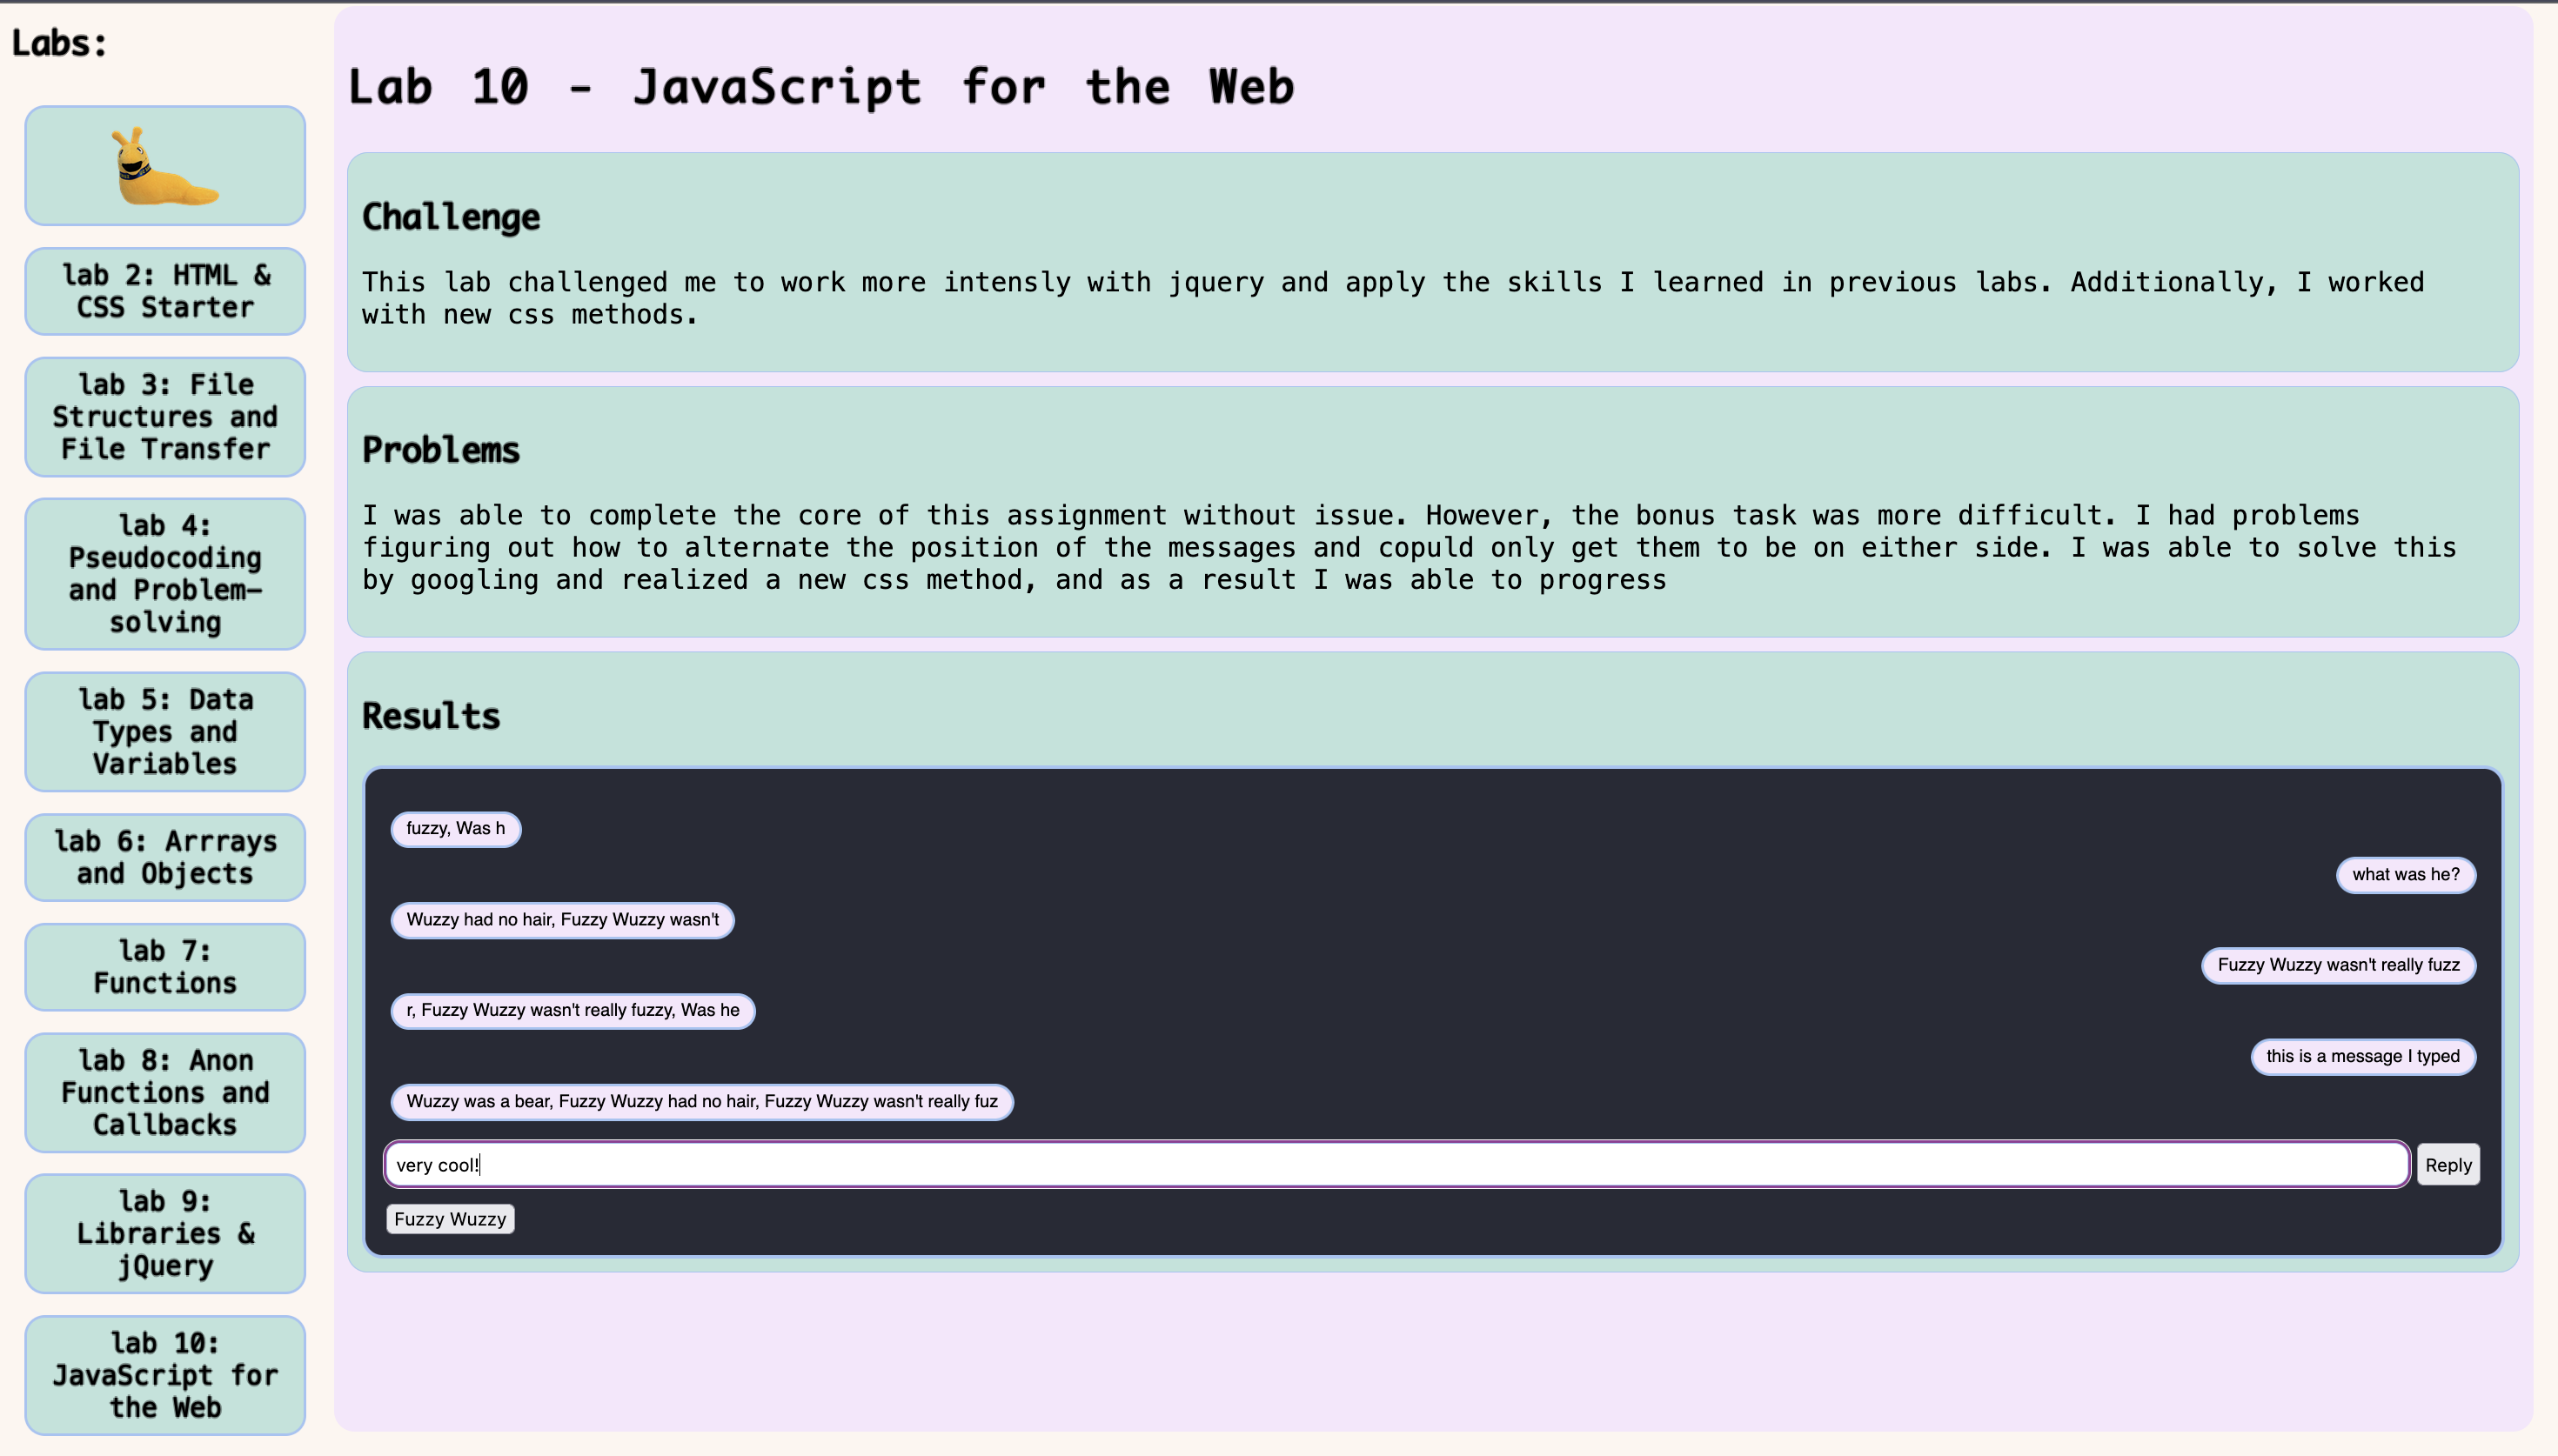 Labs:
lab 2: HTML &
CSS Starter
lab 3: File
Structures and
File Transfer
lab 4:
Pseudocoding
and Problem-
solving
lab 5: Data
Types and
Variables
lab 6: Arrrays
and Objects
lab 7:
Functions
lab 8: Anon
Functions and
Callbacks
lab 9:
Libraries &
jQuery
lab 10:
JavaScript for
the Web
Lab 10 - JavaScript for the Web
Challenge
This lab challenged me to work more intensly with jquery and apply the skills I learned in previous labs. Additionally, I worked
with new css methods.
Problems
I was able to complete the core of this assignment without issue. However, the bonus task was more difficult. I had problems
figuring out how to alternate the position of the messages and copuld only get them to be on either side. I was able to solve this
by googling and realized a new css method, and as a result I was able to progress
Results
fuzzy, Was h
what was he?
Wuzzy had no hair, Fuzzy Wuzzy wasn't
Fuzzy Wuzzy wasn't really fuzz
r, Fuzzy Wuzzy wasn't really fuzzy, Was he
this is a message I typed
Wuzzy was a bear, Fuzzy Wuzzy had no hair, Fuzzy Wuzzy wasn't really fuz
very cool!
Reply
Fuzzy Wuzzy